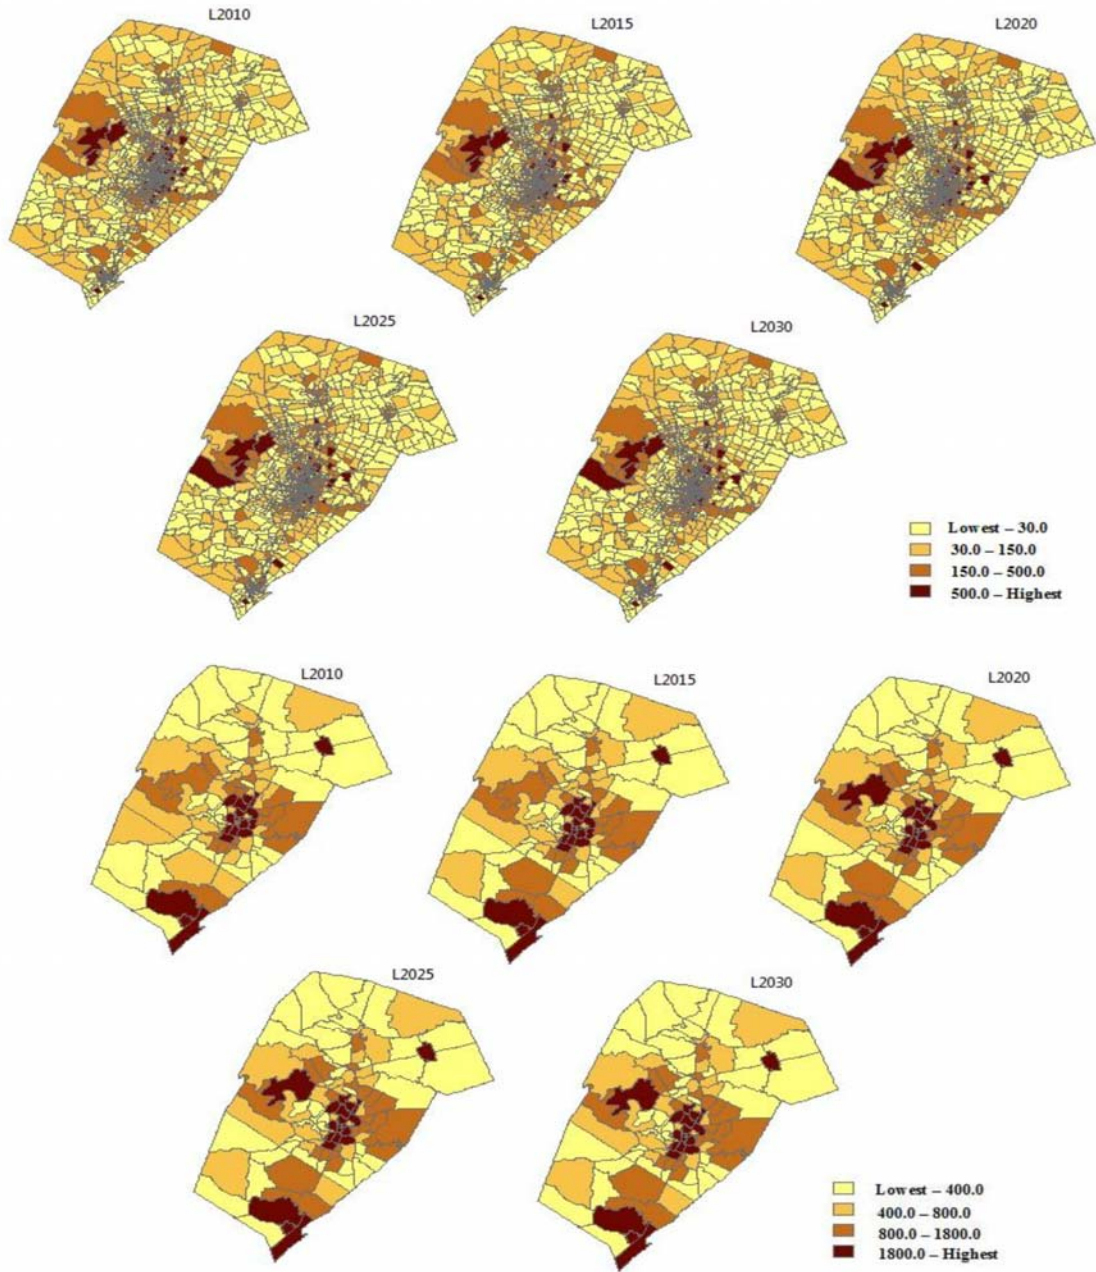 L2010
L2015
L2020
L2025
L2030
Lowest – 30.0
30.0 – 150.0
150.0 – 500.0
500.0 – Highest
L2010
L2015
L2020
L2025
L2030
Lowest – 400.0
400.0 – 800.0
800.0 – 1800.0
1800.0 – Highest